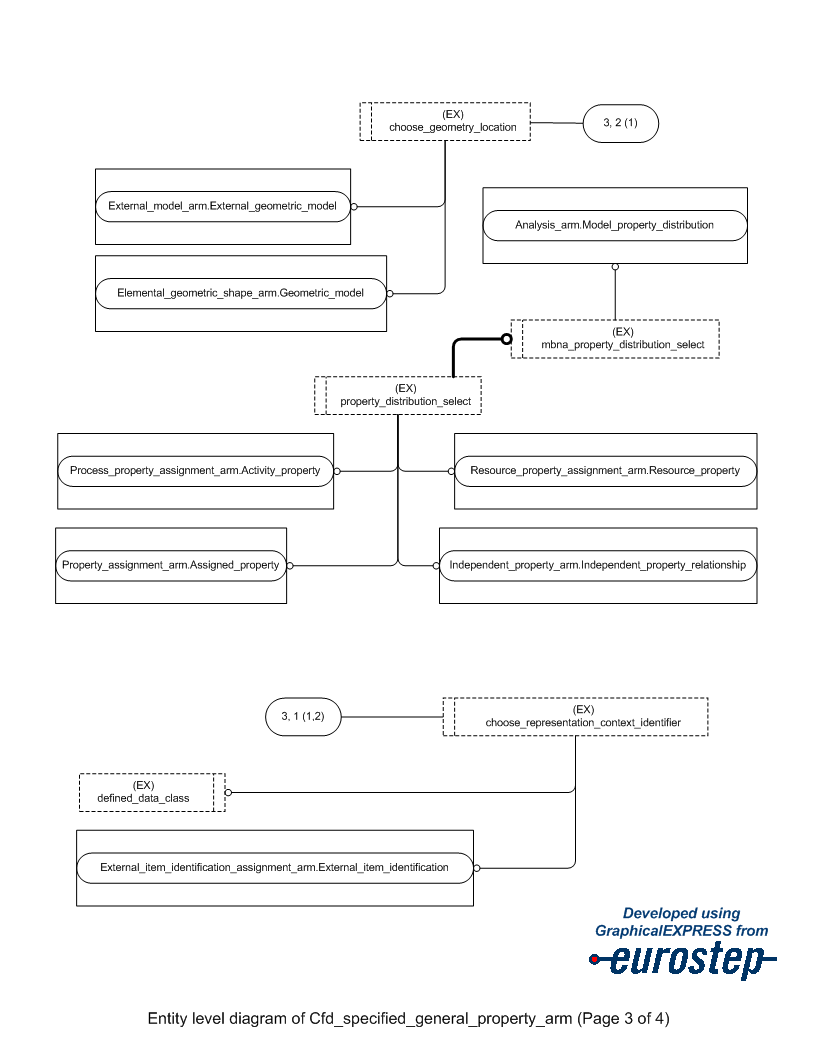 (EX)
choose_geometry_location
3, 2 (1)
External_model_arm.External_geometric_model
Analysis_arm.Model_property_distribution
Elemental_geometric_shape_arm.Geometric_model
(EX)
mbna_property_distribution_select
(EX)
property_distribution_select
Process_property_assignment_arm.Activity_property
Resource_property_assignment_arm.Resource_property
Property_assignment_arm.Assigned_property
Independent_property_arm.Independent_property_relationship
3, 1 (1,2)
(EX)
choose_representation_context_identifier
(EX)
defined_data_class
External_item_identification_assignment_arm.External_item_identification
Developed using
GraphicalEXPRESS from
eurostep
Entity level diagram of Cfd_specified_general_property_arm (Page 3 of 4)